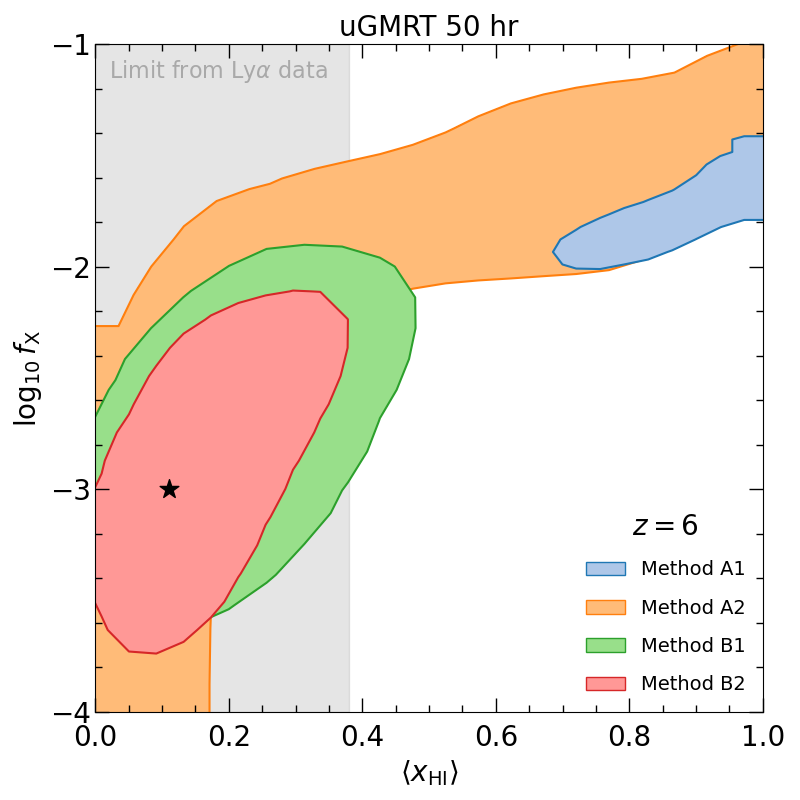 uGMRT 50 hr
Limit from Lyα data
−1
−2
−3
−4
log₁₀ f_X
z = 6
Method A1
Method A2
Method B1
Method B2
0.0 0.2 0.4 0.6 0.8 1.0
⟨x_HI⟩